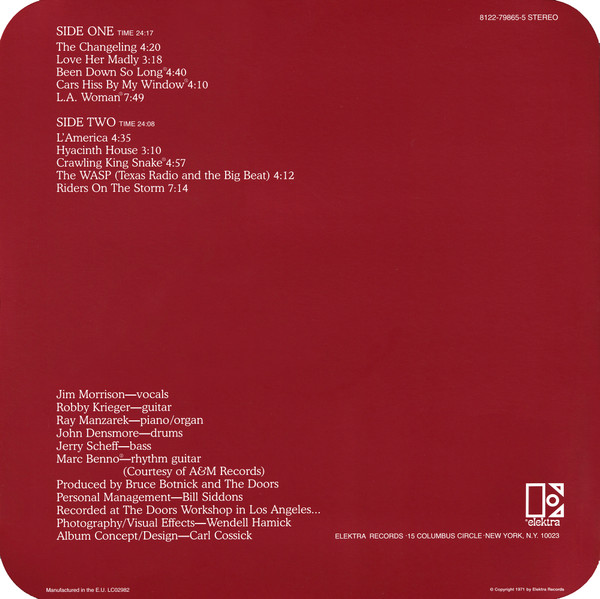 8122-79865-5 STEREO
SIDE ONE TIME 24:17
The Changeling 4:20
Love Her Madly 3:18
Been Down So Long* 4:40
Cars Hiss By My Window* 4:10
L.A. Woman* 7:49
SIDE TWO TIME 24:08
L'America 4:35
Hyacinth House 3:10
Crawling King Snake* 4:57
The WASP (Texas Radio and the Big Beat) 4:12
Riders On The Storm 7:14
Jim Morrison—vocals
Robby Krieger—guitar
Ray Manzarek—piano/organ
John Densmore—drums
Jerry Scheff—bass
Marc Benno*—rhythm guitar
(Courtesy of A&M Records)
Produced by Bruce Botnick and The Doors
Personal Management—Bill Siddons
Recorded at The Doors Workshop in Los Angeles...
Photography/Visual Effects—Wendell Hamick
Album Concept/Design—Carl Cossick
elektra
ELEKTRA RECORDS · 15 COLUMBUS CIRCLE · NEW YORK, N.Y. 10023
Manufactured in the E.U. LC02982
© Copyright 1971 by Elektra Records